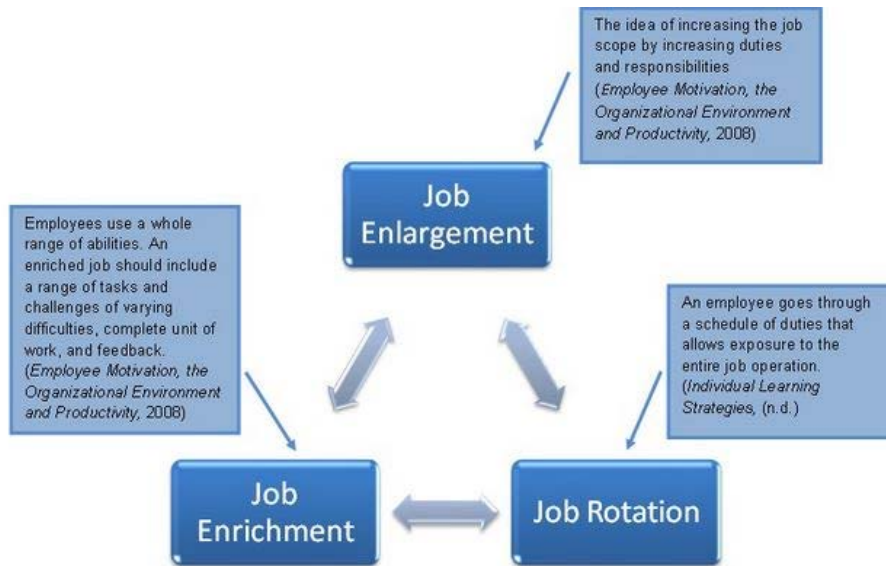 The idea of increasing the job
scope by increasing duties
and responsibilities
(Employee Motivation, the
Organizational Environment
and Productivity, 2008)
Job
Enlargement
Employees use a whole
range of abilities. An
enriched job should include
a range of tasks and
challenges of varying
difficulties, complete unit of
work, and feedback.
(Employee Motivation, the
Organizational Environment
and Productivity, 2008)
An employee goes through
a schedule of duties that
allows exposure to the
entire job operation.
(Individual Learning
Strategies, (n.d.)
Job
Enrichment
Job Rotation